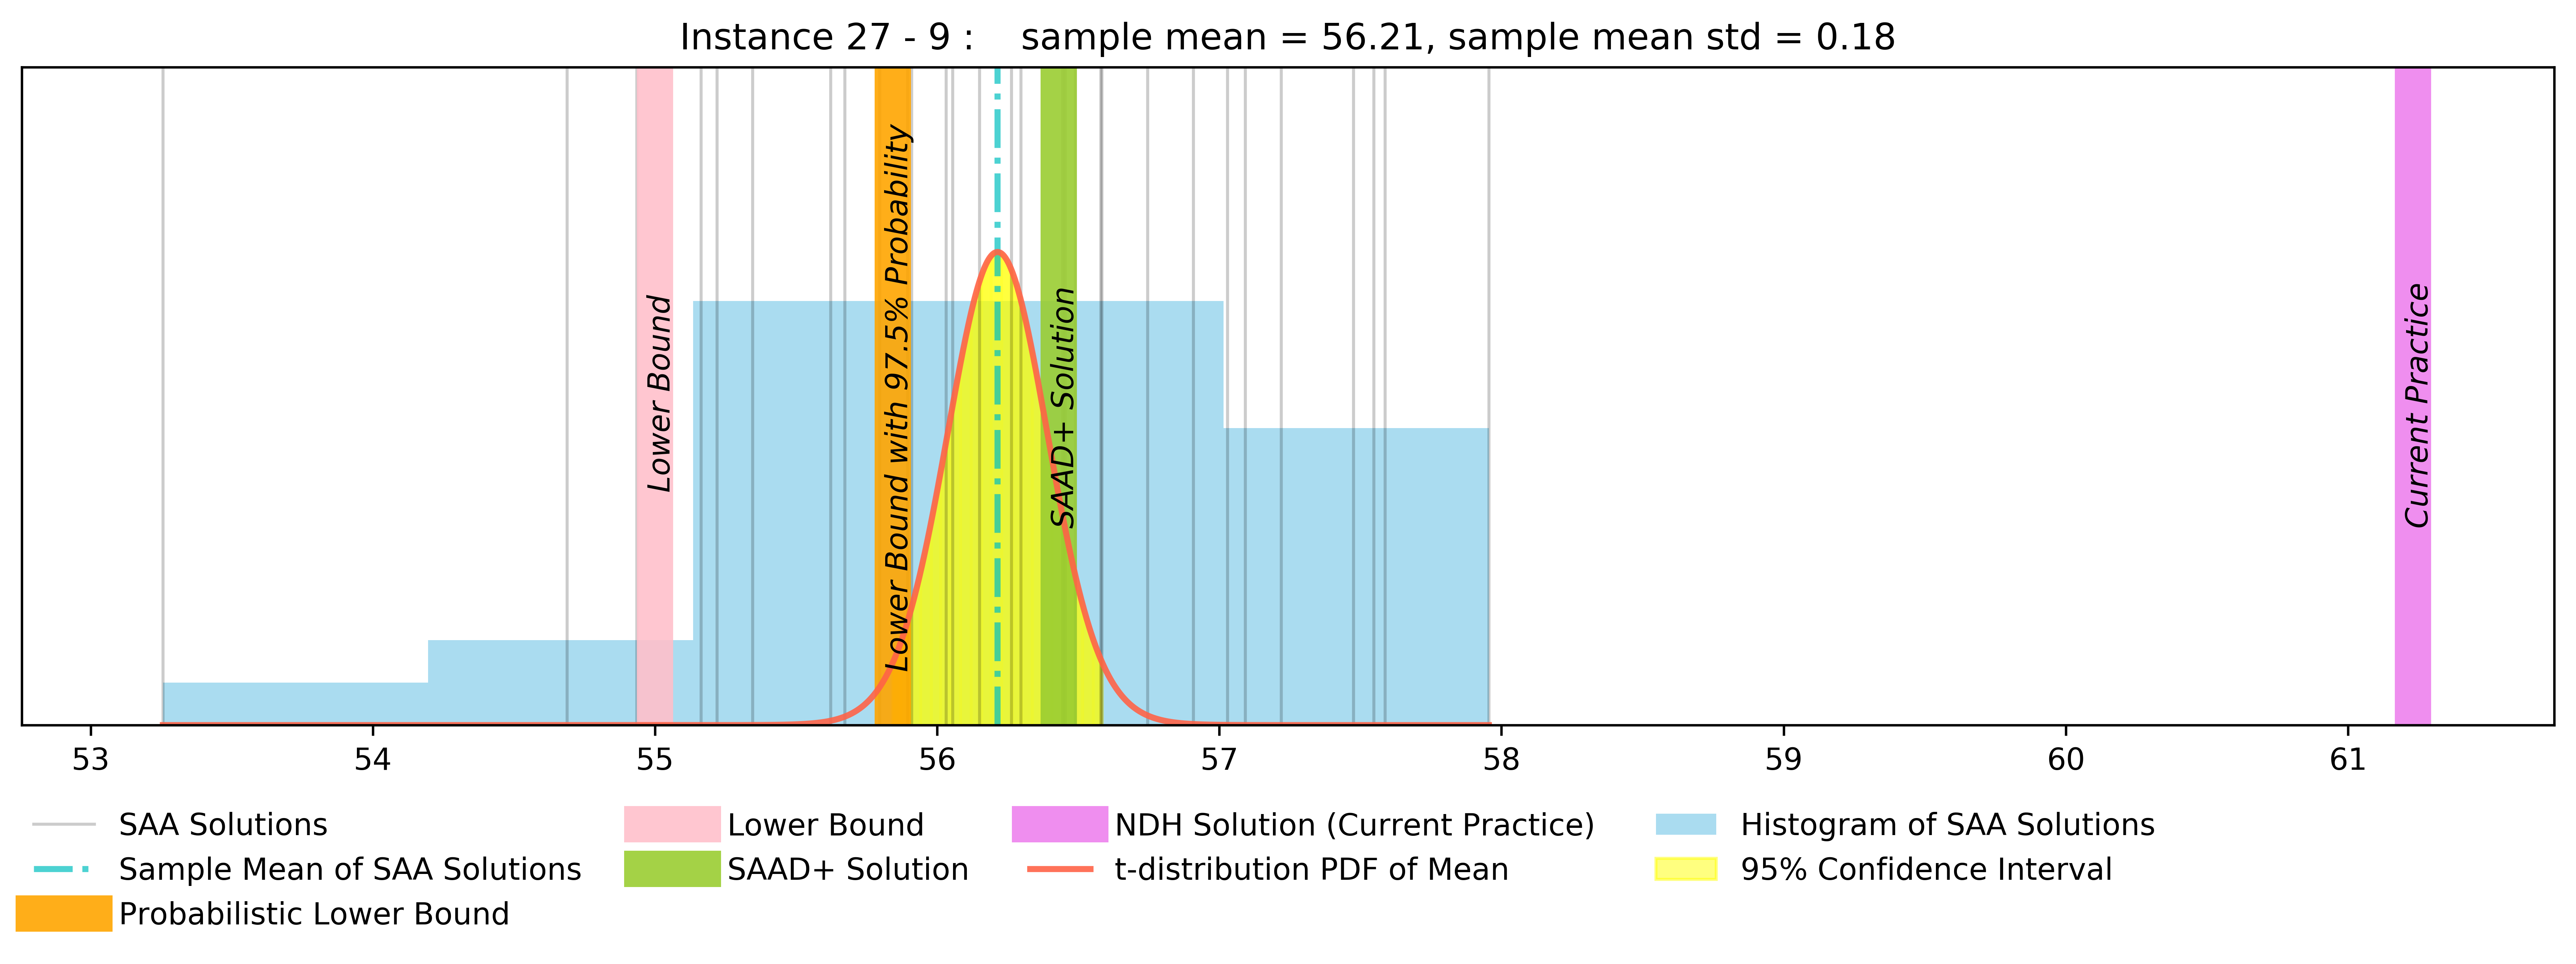 Instance 27 - 9 :    sample mean = 56.21, sample mean std = 0.18
Lower Bound
Lower Bound with 97.5% Probability
SAAD+ Solution
Current Practice
53 54 55 56 57 58 59 60 61
SAA Solutions
Sample Mean of SAA Solutions
Probabilistic Lower Bound
Lower Bound
SAAD+ Solution
NDH Solution (Current Practice)
t-distribution PDF of Mean
Histogram of SAA Solutions
95% Confidence Interval